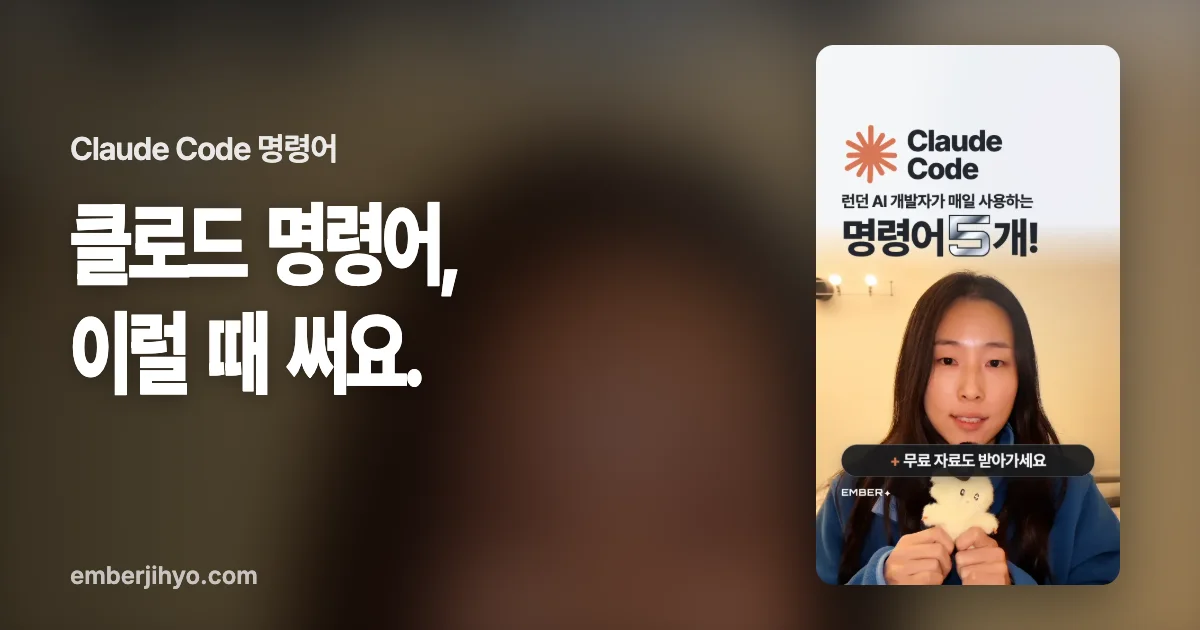 Claude Code 명령어
클로드 명령어,
이럴 때 써요.
emberjihyo.com
Claude
Code
런던 AI 개발자가 매일 사용하는
명령어 5개!
+ 무료 자료도 받아가세요
EMBER